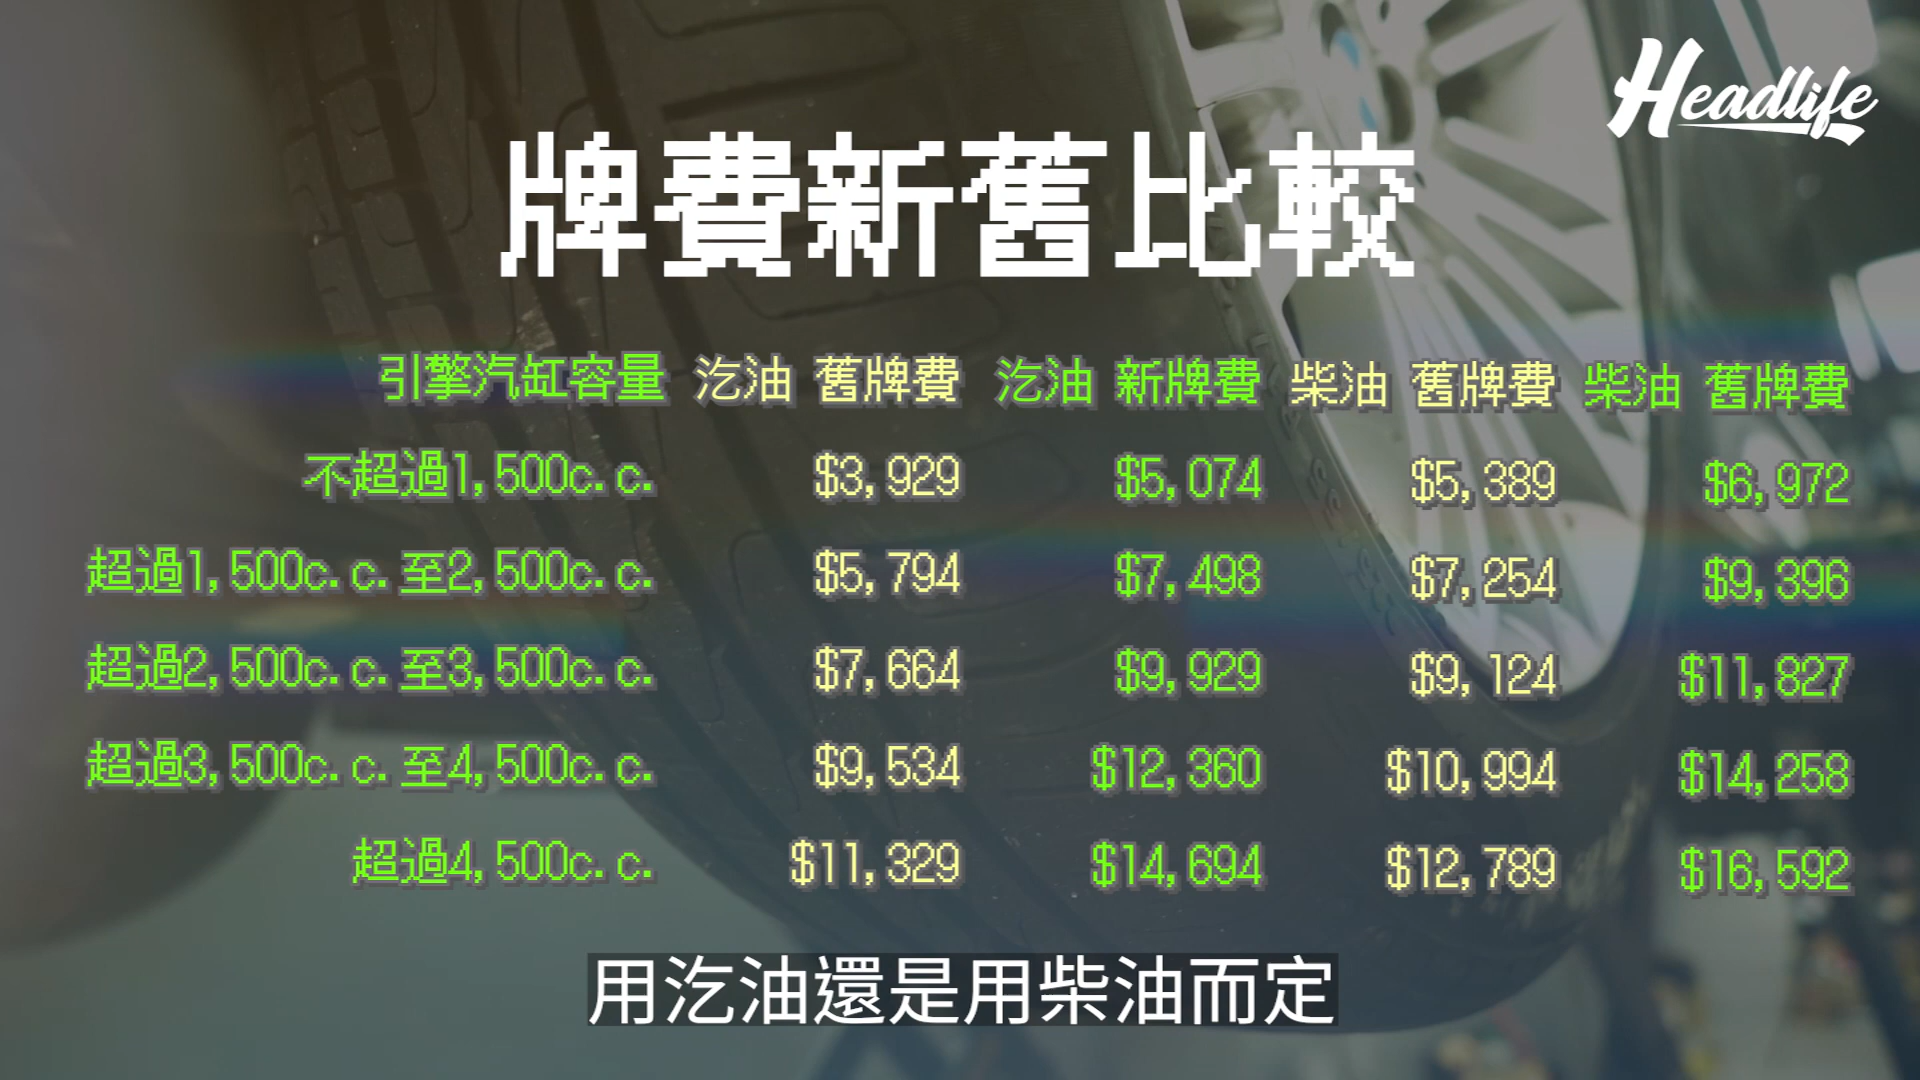 Headlife
牌費新舊比較
引擎汽缸容量 汔油 舊牌費 汔油 新牌費 柴油 舊牌費 柴油 舊牌費
不超過1,500c.c. $3,929 $5,074 $5,389 $6,972
超過1,500c.c.至2,500c.c. $5,794 $7,498 $7,254 $9,396
超過2,500c.c.至3,500c.c. $7,664 $9,929 $9,124 $11,827
超過3,500c.c.至4,500c.c. $9,534 $12,360 $10,994 $14,258
超過4,500c.c. $11,329 $14,694 $12,789 $16,592
用汔油還是用柴油而定